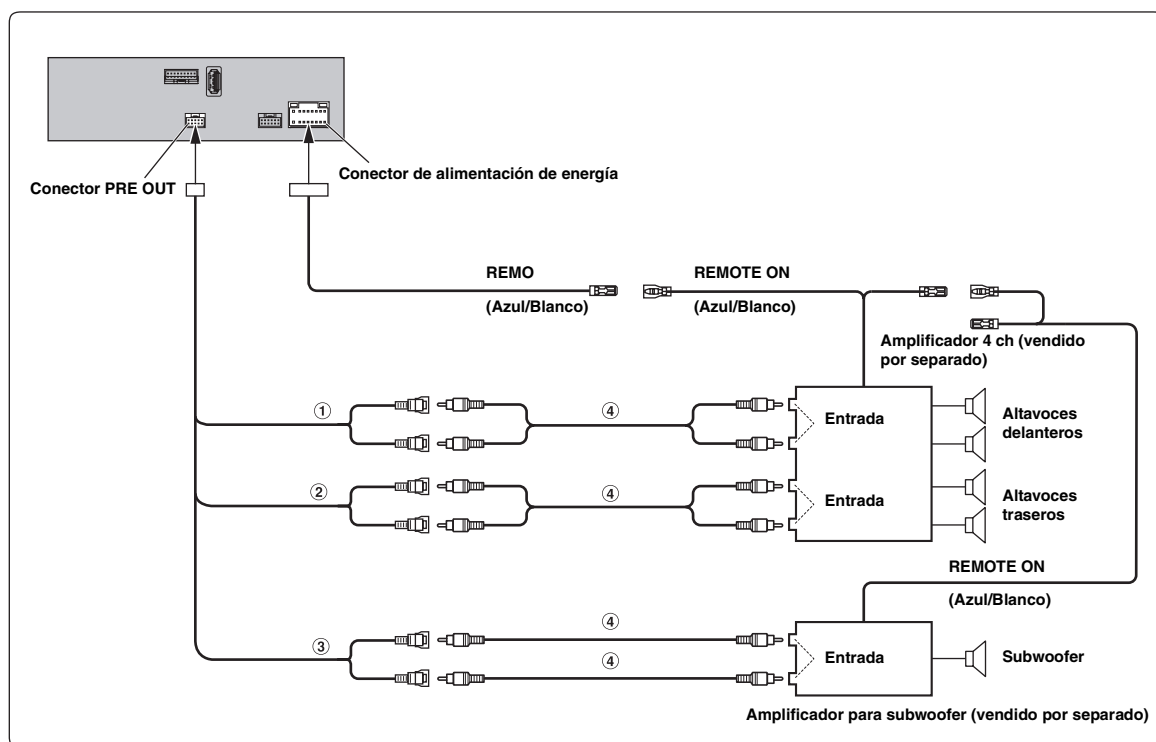 Conector PRE OUT
Conector de alimentación de energía
REMO
(Azul/Blanco)
REMOTE ON
(Azul/Blanco)
Amplificador 4 ch (vendido
por separado)
①
④
Entrada
Altavoces
delanteros
②
④
Entrada
Altavoces
traseros
REMOTE ON
(Azul/Blanco)
③
④
④
Entrada
Subwoofer
Amplificador para subwoofer (vendido por separado)